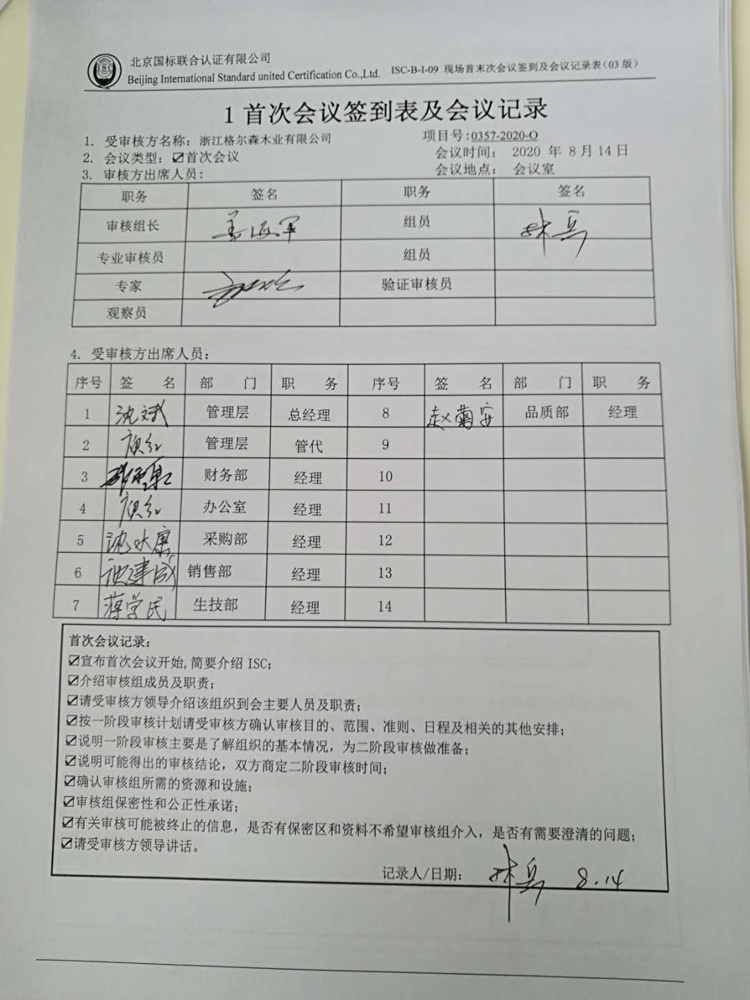 北京国标联合认证有限公司
Beijing International Standard united Certification Co.,Ltd. ISC-B-I-09 现场首末次会议签到及会议记录表(03 版)
1 首次会议签到表及会议记录
1. 受审核方名称：浙江格尔森木业有限公司 项目号:0357-2020-Q
2. 会议类型：☑首次会议 会议时间： 2020 年 8 月 14 日
3. 审核方出席人员： 会议地点： 会议室
职务 签名 职务 签名
审核组长 组员 林兵
专业审核员 组员
专家 验证审核员
观察员
4. 受审核方出席人员：
序号 签 名 部 门 职 务 序号 签 名 部 门 职 务
1 沈斌 管理层 总经理 8 赵菊安 品质部 经理
2 管理层 管代 9
3 财务部 经理 10
4 办公室 经理 11
5 采购部 经理 12
6 销售部 经理 13
7 蒋学民 生技部 经理 14
首次会议记录：
☑宣布首次会议开始,简要介绍 ISC；
☑介绍审核组成员及职责；
☑请受审核方领导介绍该组织到会主要人员及职责；
☑按一阶段审核计划请受审核方确认审核目的、范围、准则、日程及相关的其他安排；
☑说明一阶段审核主要是了解组织的基本情况，为二阶段审核做准备；
☑说明可能得出的审核结论，双方商定二阶段审核时间；
☑确认审核组所需的资源和设施；
☑审核组保密性和公正性承诺；
☑有关审核可能被终止的信息，是否有保密区和资料不希望审核组介入，是否有需要澄清的问题；
☑请受审核方领导讲话。
记录人/日期： 林兵 8.14